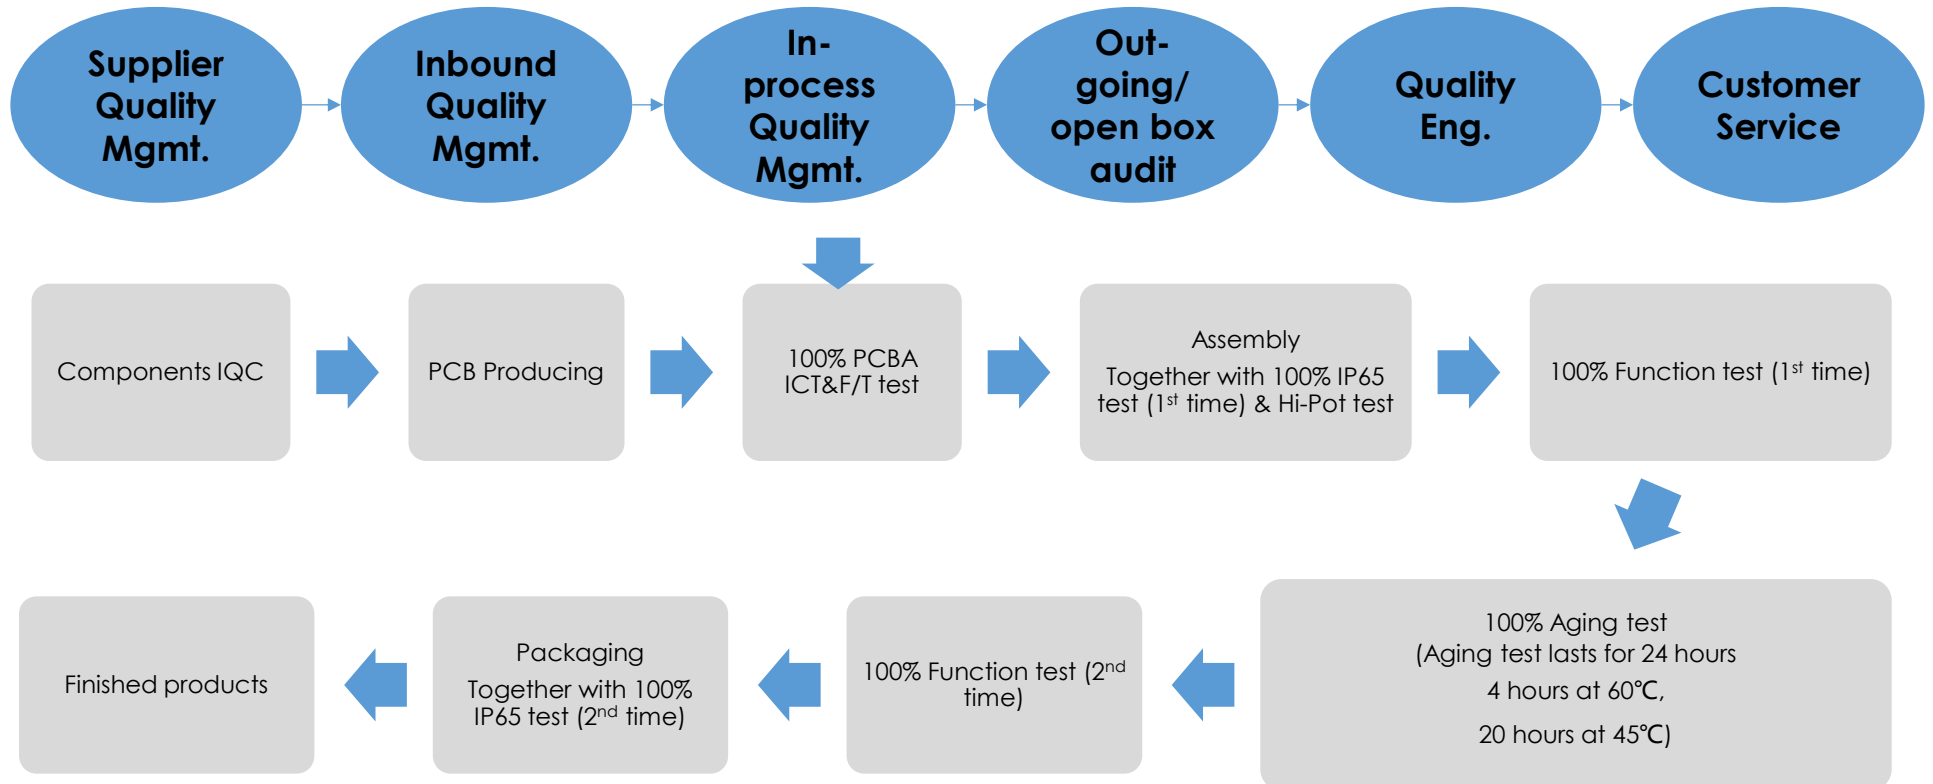 Supplier
Quality
Mgmt.
Inbound
Quality
Mgmt.
In-
process
Quality
Mgmt.
Out-
going/
open box
audit
Quality
Eng.
Customer
Service
Components IQC
PCB Producing
100% PCBA
ICT&F/T test
Assembly
Together with 100% IP65
test (1st time) & Hi-Pot test
100% Function test (1st time)
100% Aging test
(Aging test lasts for 24 hours
4 hours at 60℃,
20 hours at 45℃)
100% Function test (2nd
time)
Packaging
Together with 100%
IP65 test (2nd time)
Finished products